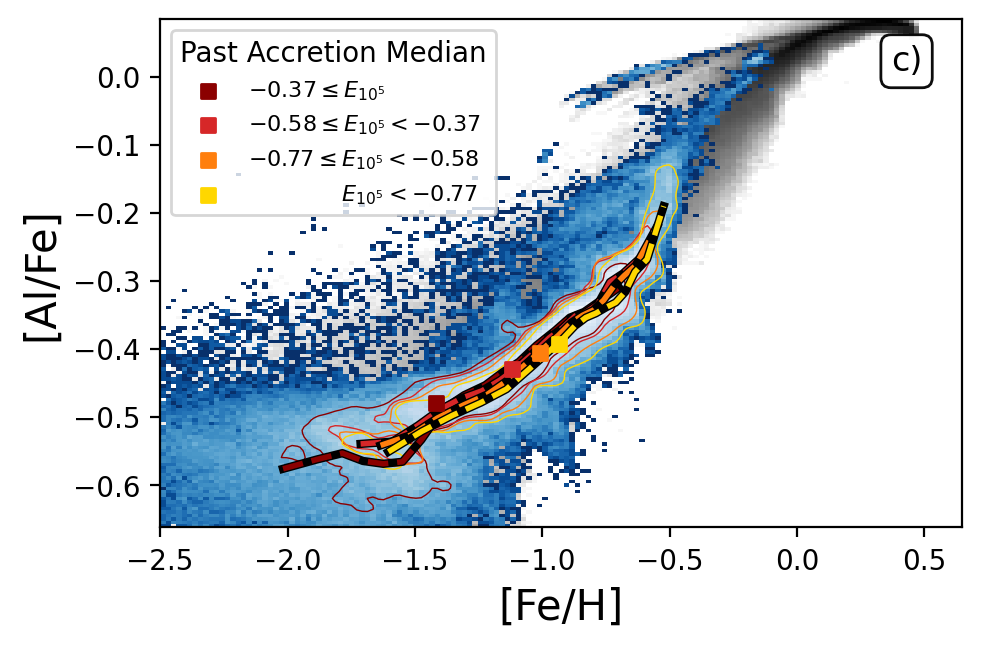 Past Accretion Median
−0.37 ≤ E₁₀⁵
−0.58 ≤ E₁₀⁵ < −0.37
−0.77 ≤ E₁₀⁵ < −0.58
E₁₀⁵ < −0.77
c)
0.0
−0.1
−0.2
−0.3
−0.4
−0.5
−0.6
[Al/Fe]
−2.5 −2.0 −1.5 −1.0 −0.5 0.0 0.5
[Fe/H]